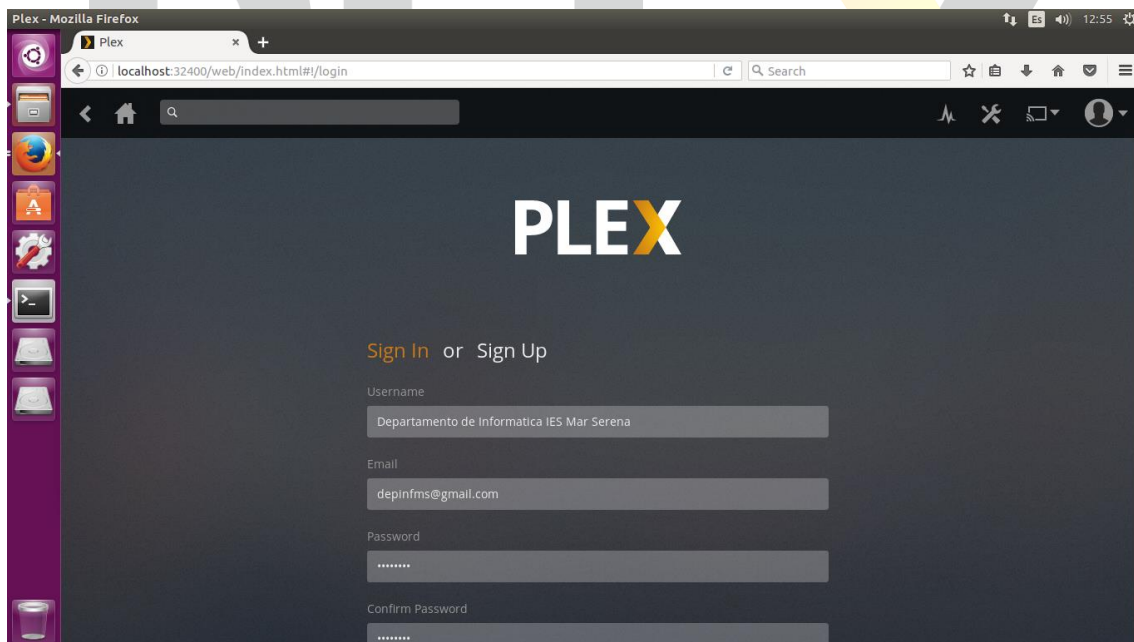 Plex - Mozilla Firefox
Es 12:55
Plex × +
localhost:32400/web/index.html#!/login
Search
PLEX
Sign In or Sign Up
Username
Departamento de Informatica IES Mar Serena
Email
depinfms@gmail.com
Password
••••••••
Confirm Password
••••••••